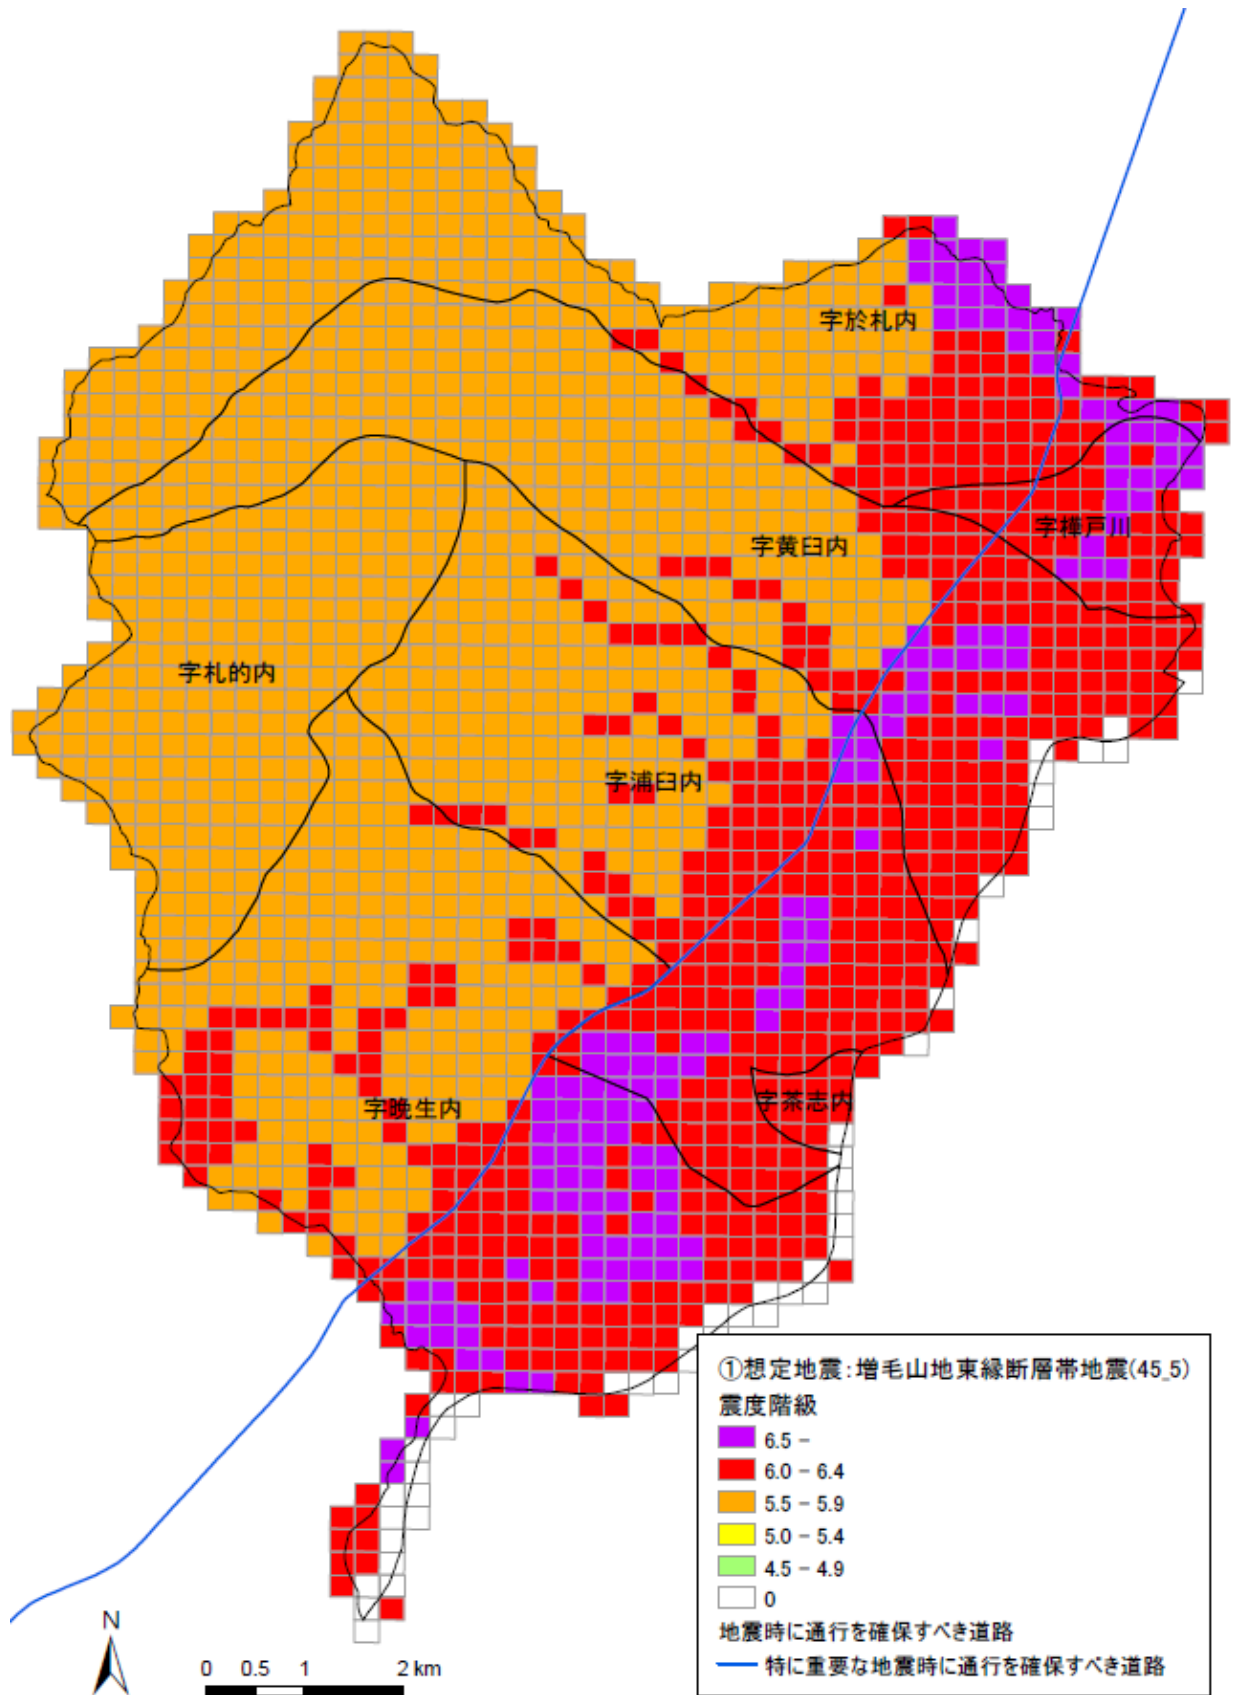 字於札内
字樺戸川
字黄臼内
字札的内
字浦臼内
字茶志内
字晩生内
①想定地震：増毛山地東縁断層帯地震(45_5)
震度階級
6.5 −
6.0 − 6.4
5.5 − 5.9
5.0 − 5.4
4.5 − 4.9
0
地震時に通行を確保すべき道路
特に重要な地震時に通行を確保すべき道路
N
0 0.5 1 2 km